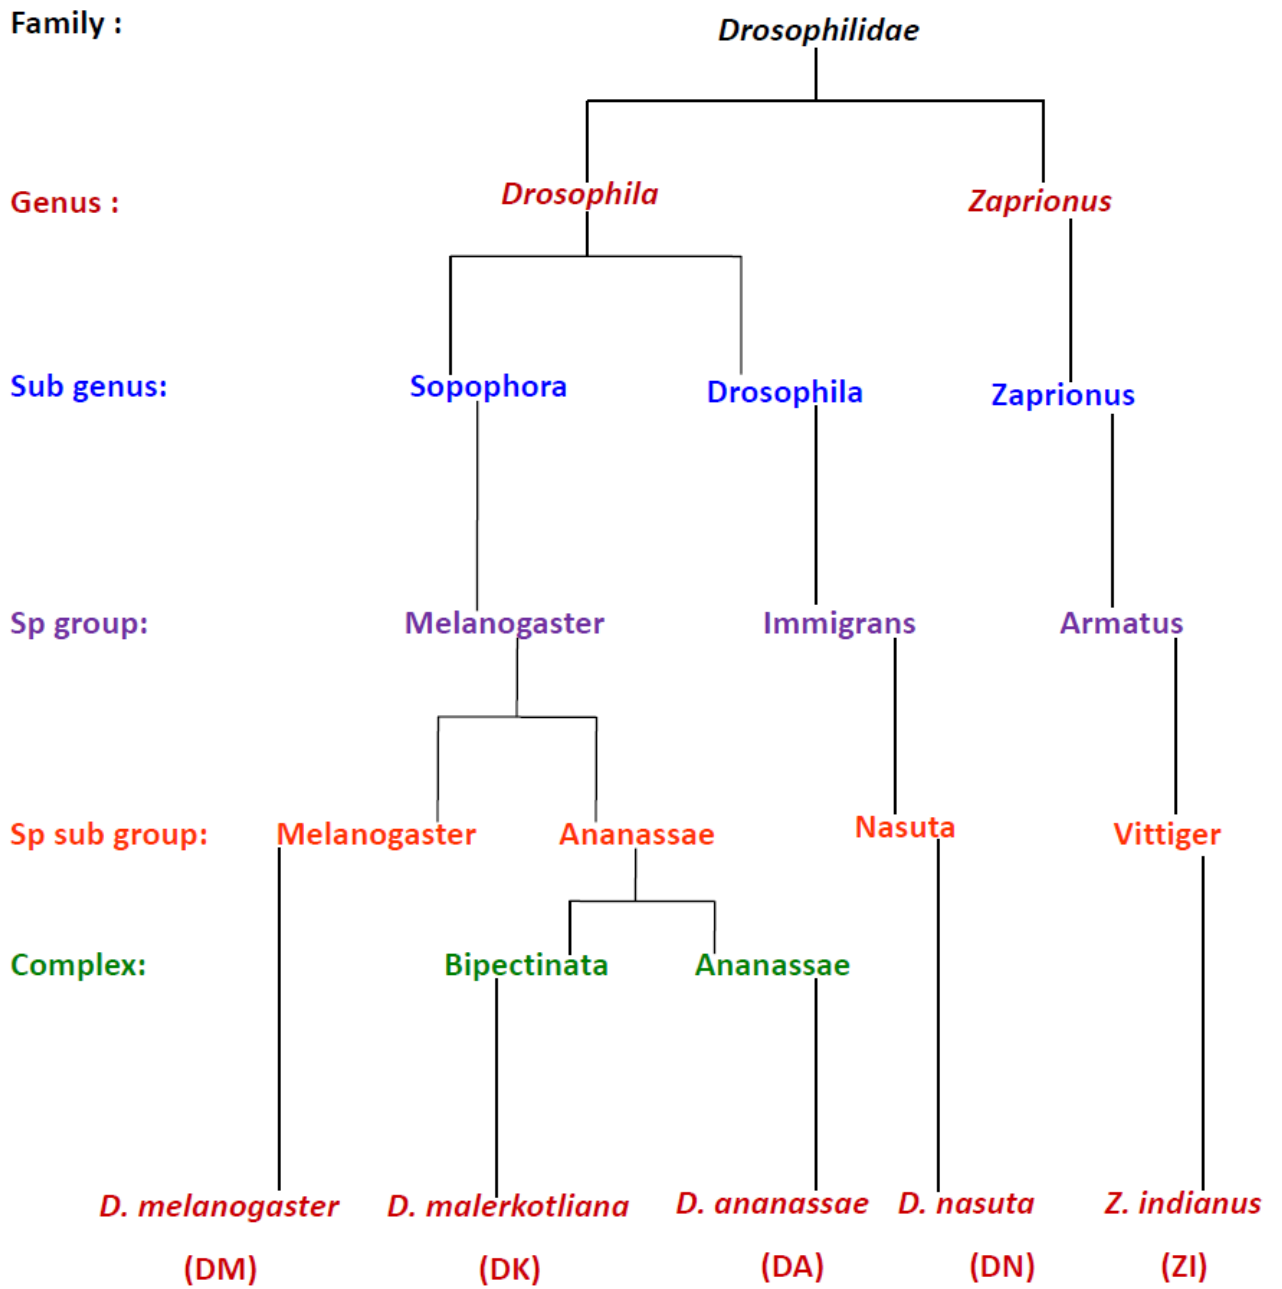 Family : Drosophilidae
Genus : Drosophila Zaprionus
Sub genus: Sopophora Drosophila Zaprionus
Sp group: Melanogaster Immigrans Armatus
Sp sub group: Melanogaster Ananassae Nasuta Vittiger
Complex: Bipectinata Ananassae
D. melanogaster D. malerkotliana D. ananassae D. nasuta Z. indianus
(DM) (DK) (DA) (DN) (ZI)